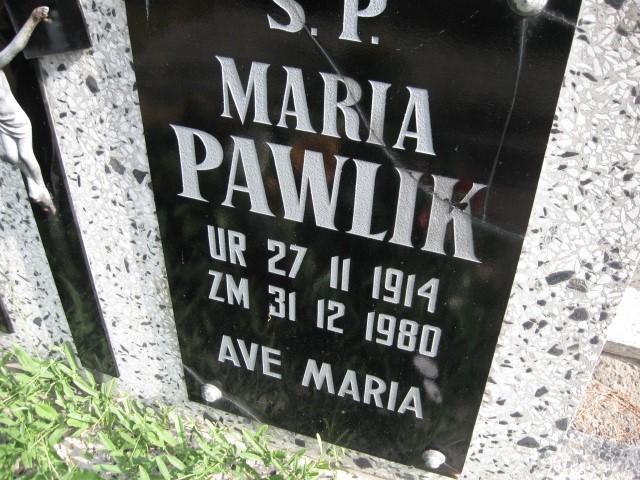 S. P.
MARIA
PAWLIK
UR 27 11 1914
ZM 31 12 1980
AVE MARIA